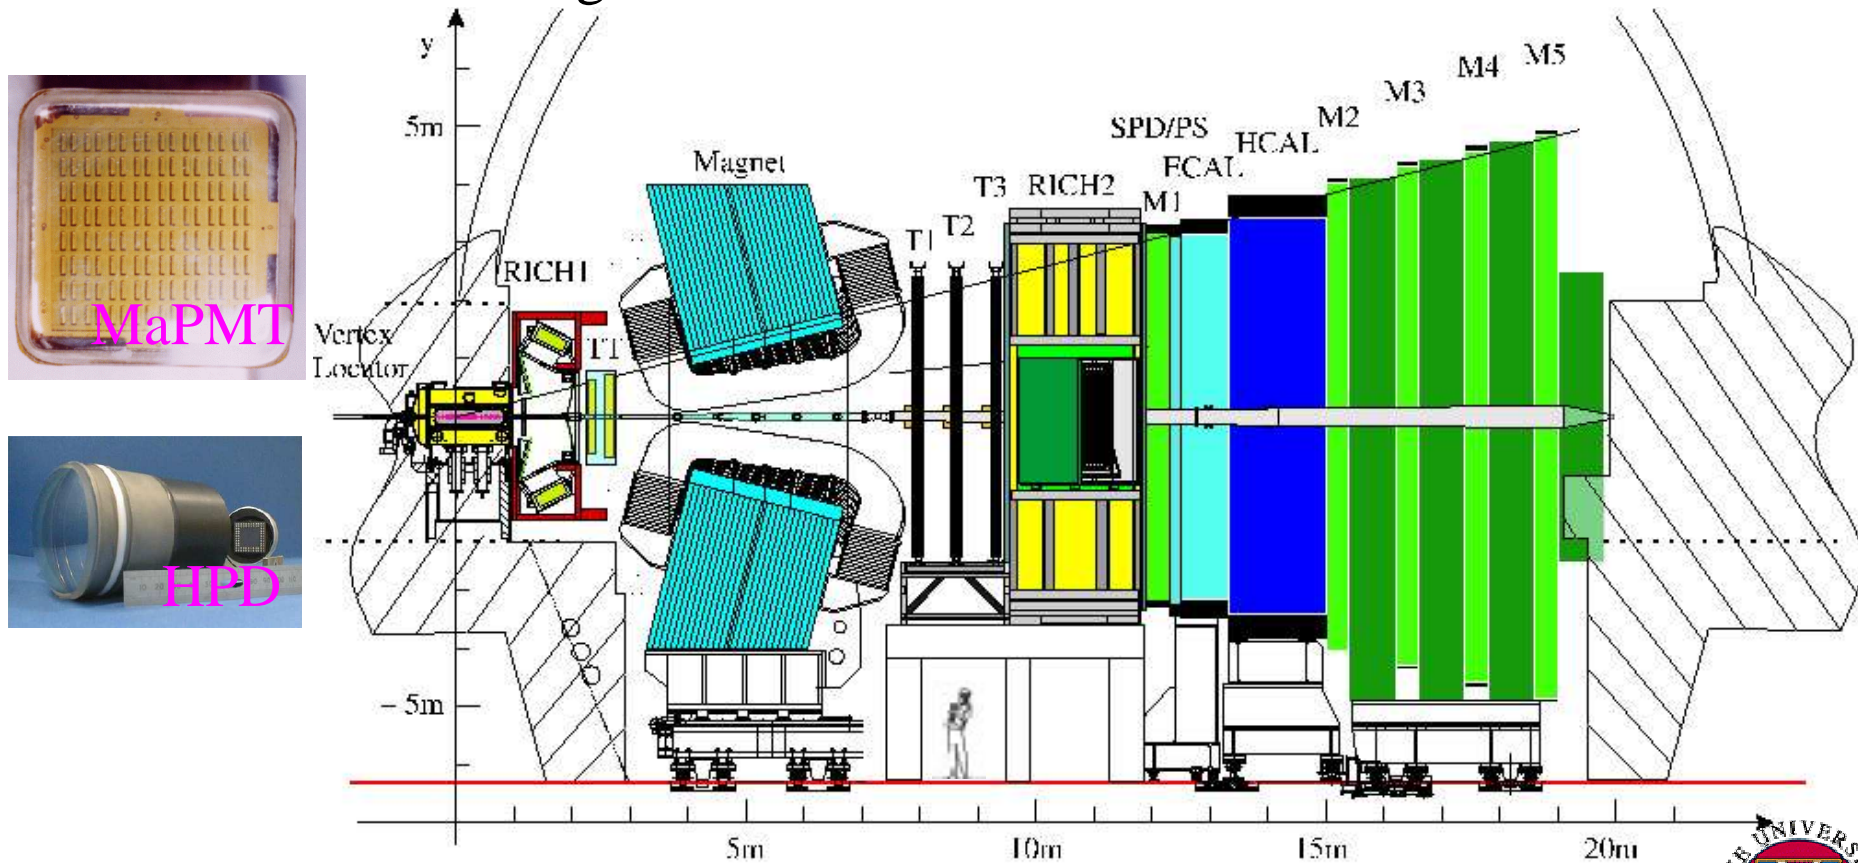 g
y
5m
- 5m
MaPMT
HPD
Vertex
Locator
RICH1
TT
Magnet
T1
T2
T3
RICH2
M1
SPD/PS
ECAL
HCAL
M2
M3
M4
M5
5m
10m
15m
20m
UNIVERS